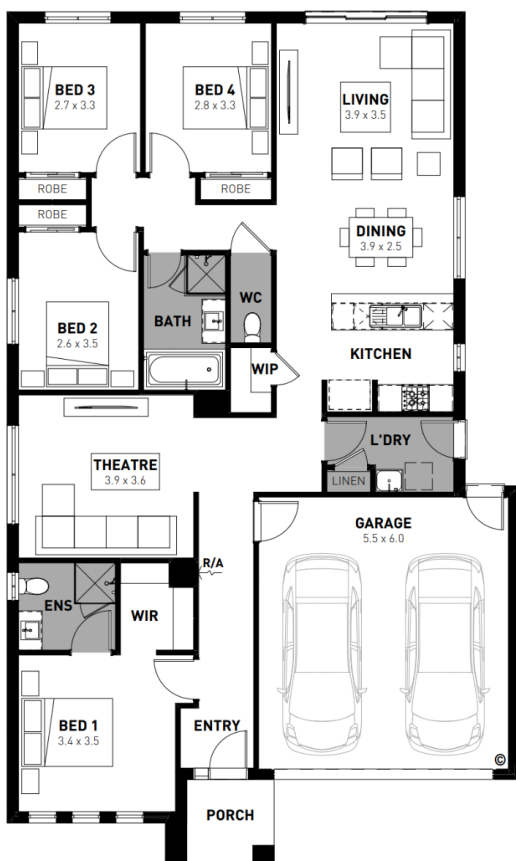 BED 3
2.7 x 3.3
BED 4
2.8 x 3.3
LIVING
3.9 x 3.5
ROBE
ROBE
ROBE
DINING
3.9 x 2.5
BED 2
2.6 x 3.5
BATH
WC
KITCHEN
WIP
THEATRE
3.9 x 3.6
L'DRY
LINEN
GARAGE
5.5 x 6.0
R/A
ENS
WIR
BED 1
3.4 x 3.5
ENTRY
©
PORCH